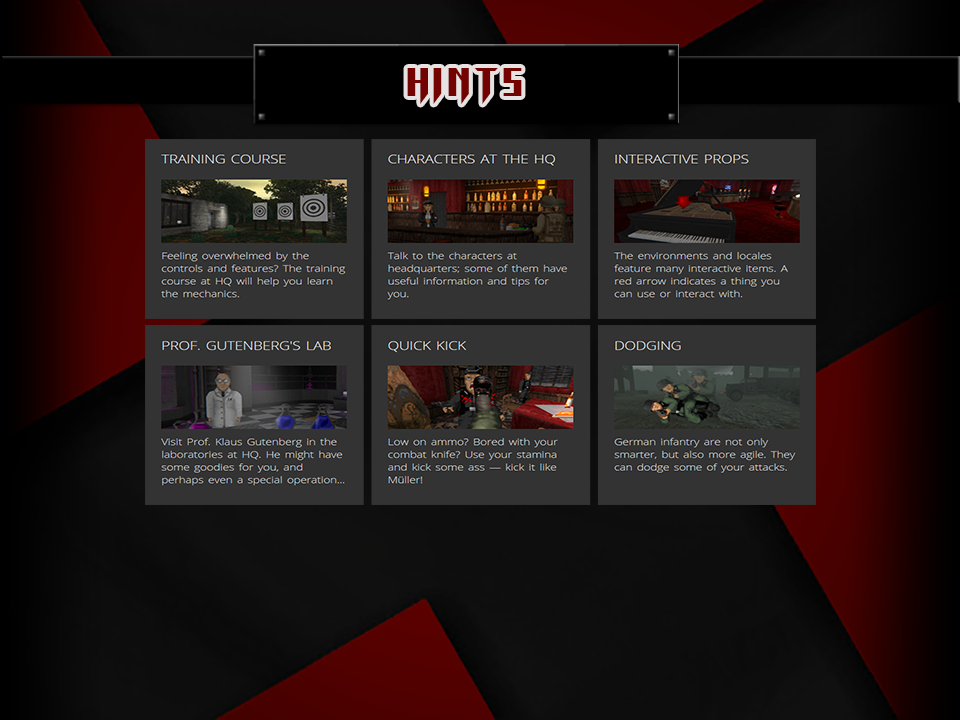 HINTS
TRAINING COURSE
Feeling overwhelmed by the
controls and features? The training
course at HQ will help you learn
the mechanics.
CHARACTERS AT THE HQ
Talk to the characters at
headquarters; some of them have
useful information and tips for
you.
INTERACTIVE PROPS
The environments and locales
feature many interactive items. A
red arrow indicates a thing you
can use or interact with.
PROF. GUTENBERG'S LAB
Visit Prof. Klaus Gutenberg in the
laboratories at HQ. He might have
some goodies for you, and
perhaps even a special operation...
QUICK KICK
Low on ammo? Bored with your
combat knife? Use your stamina
and kick some ass — kick it like
Müller!
DODGING
German infantry are not only
smarter, but also more agile. They
can dodge some of your attacks.